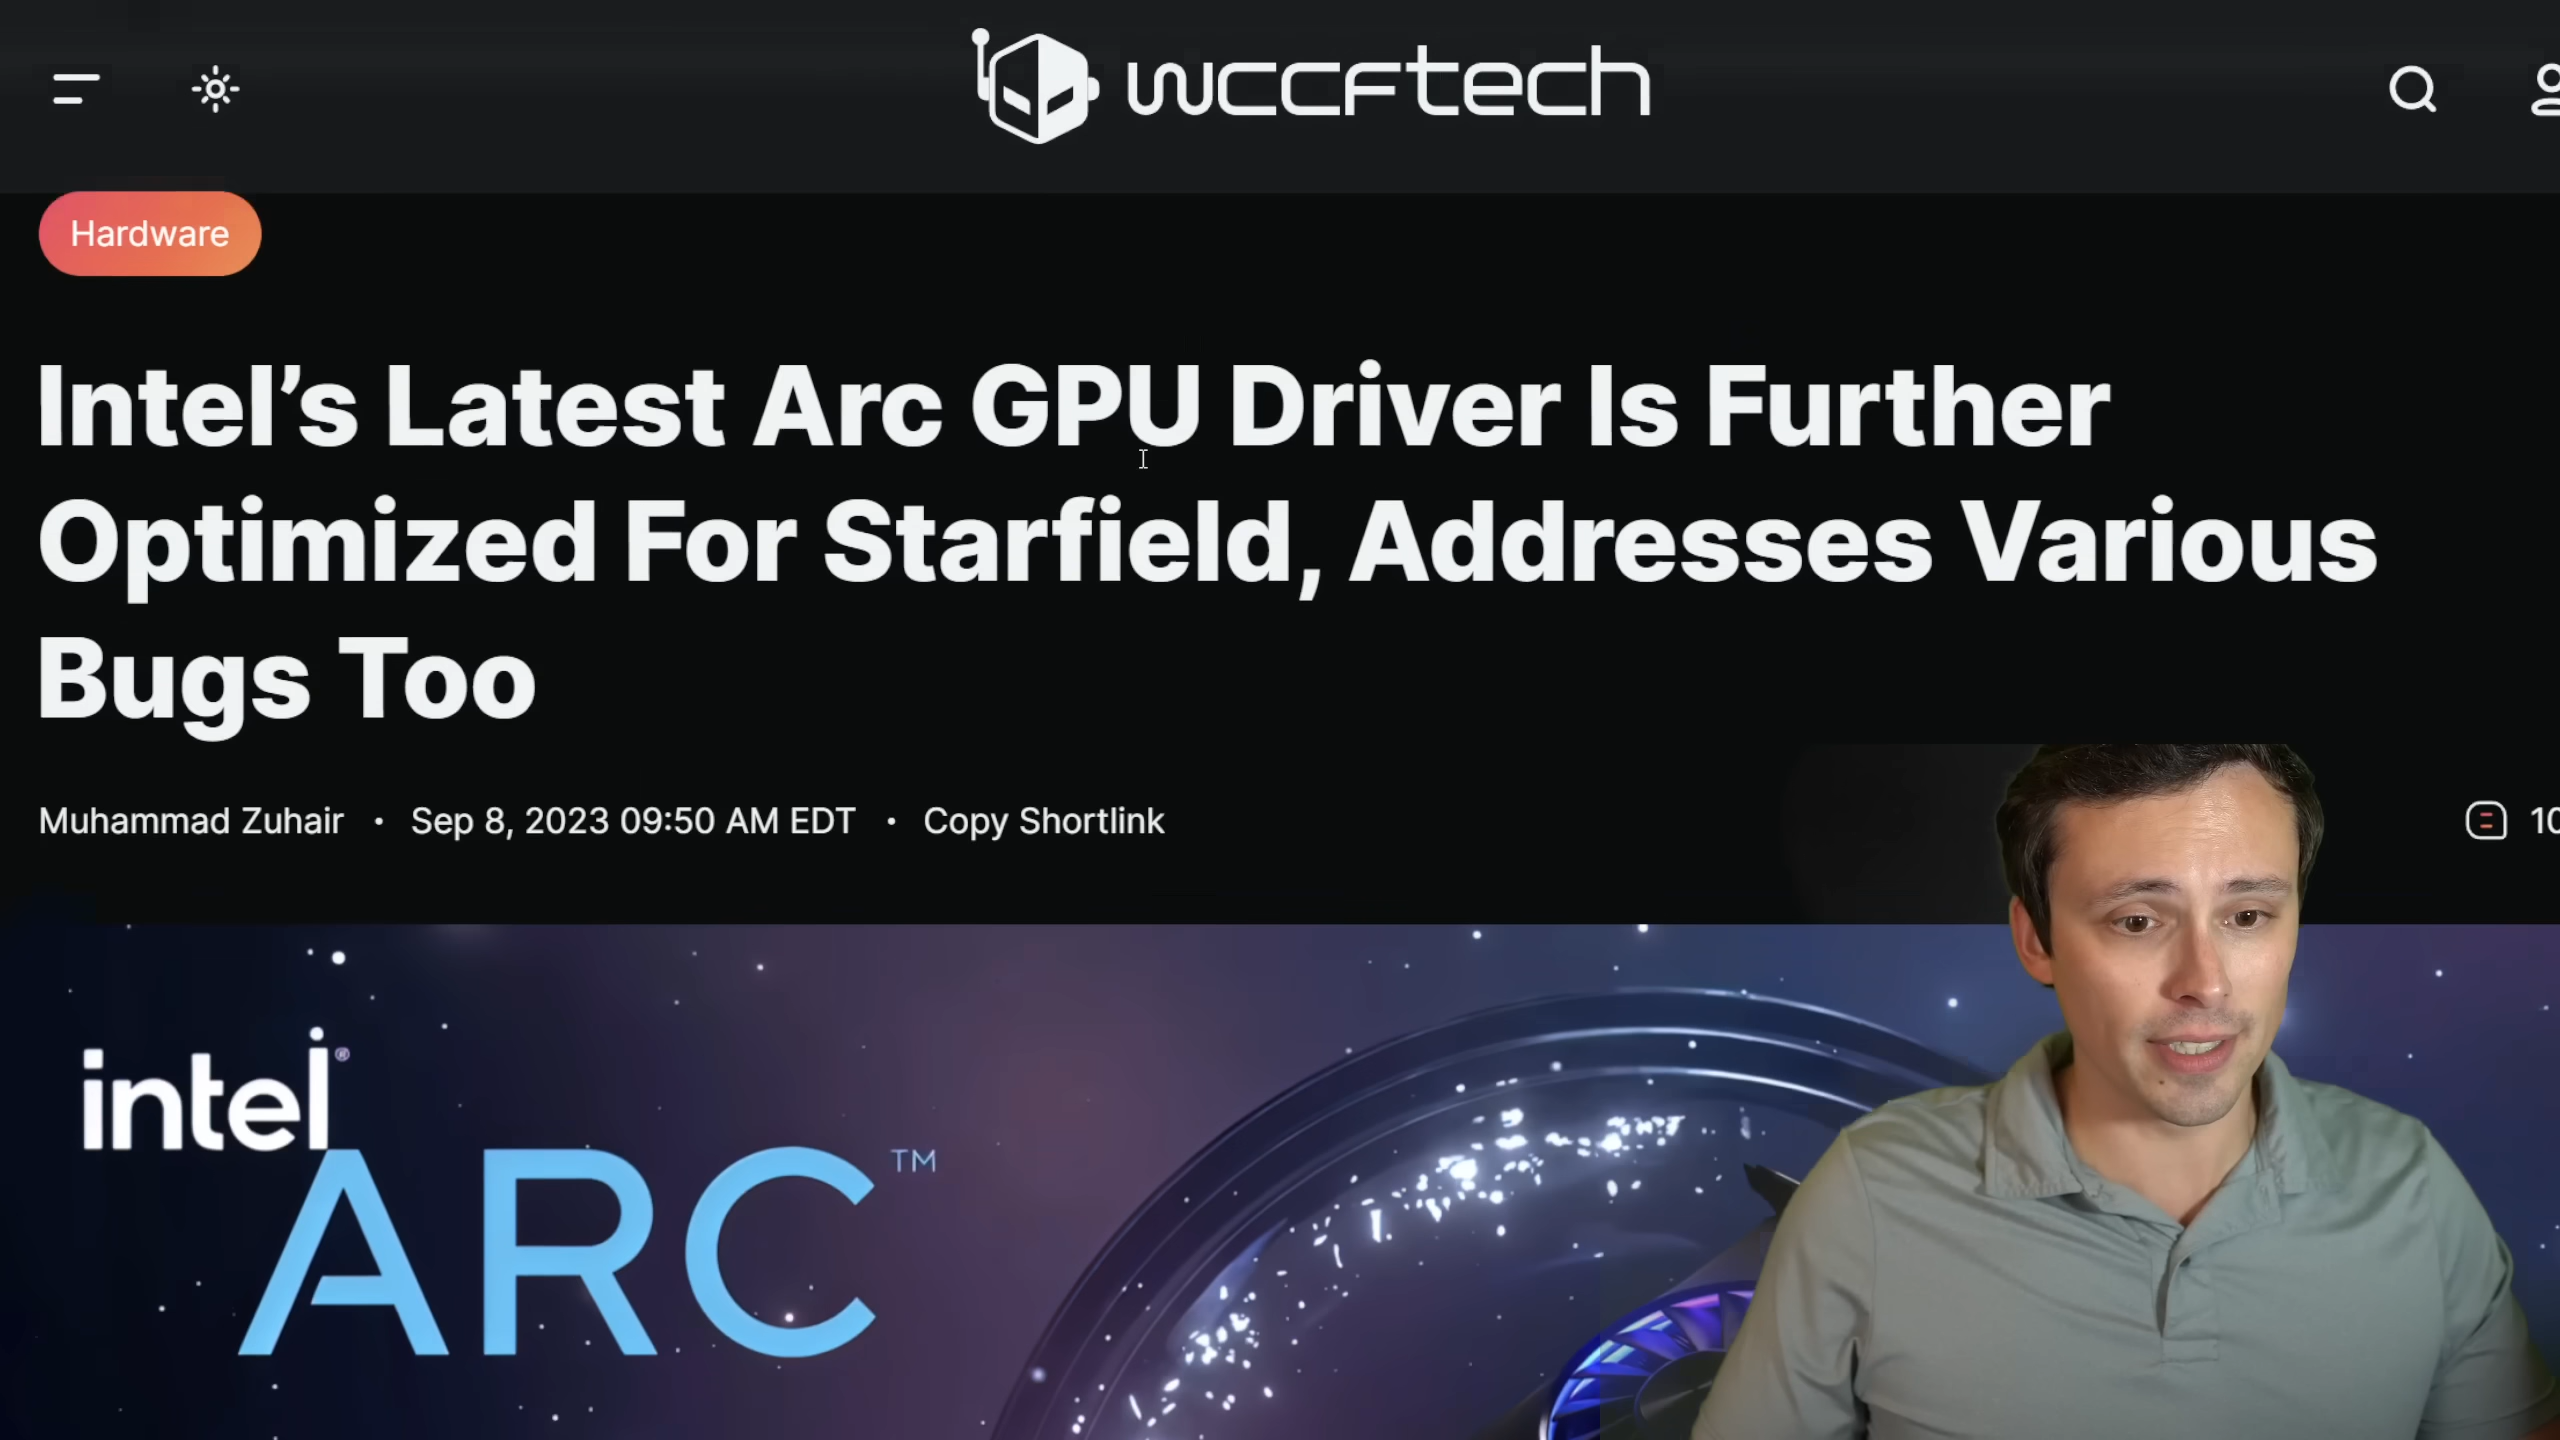 wccftech
Hardware
Intel’s Latest Arc GPU Driver Is Further
Optimized For Starfield, Addresses Various
Bugs Too
Muhammad Zuhair • Sep 8, 2023 09:50 AM EDT • Copy Shortlink
10
intel®
ARC™